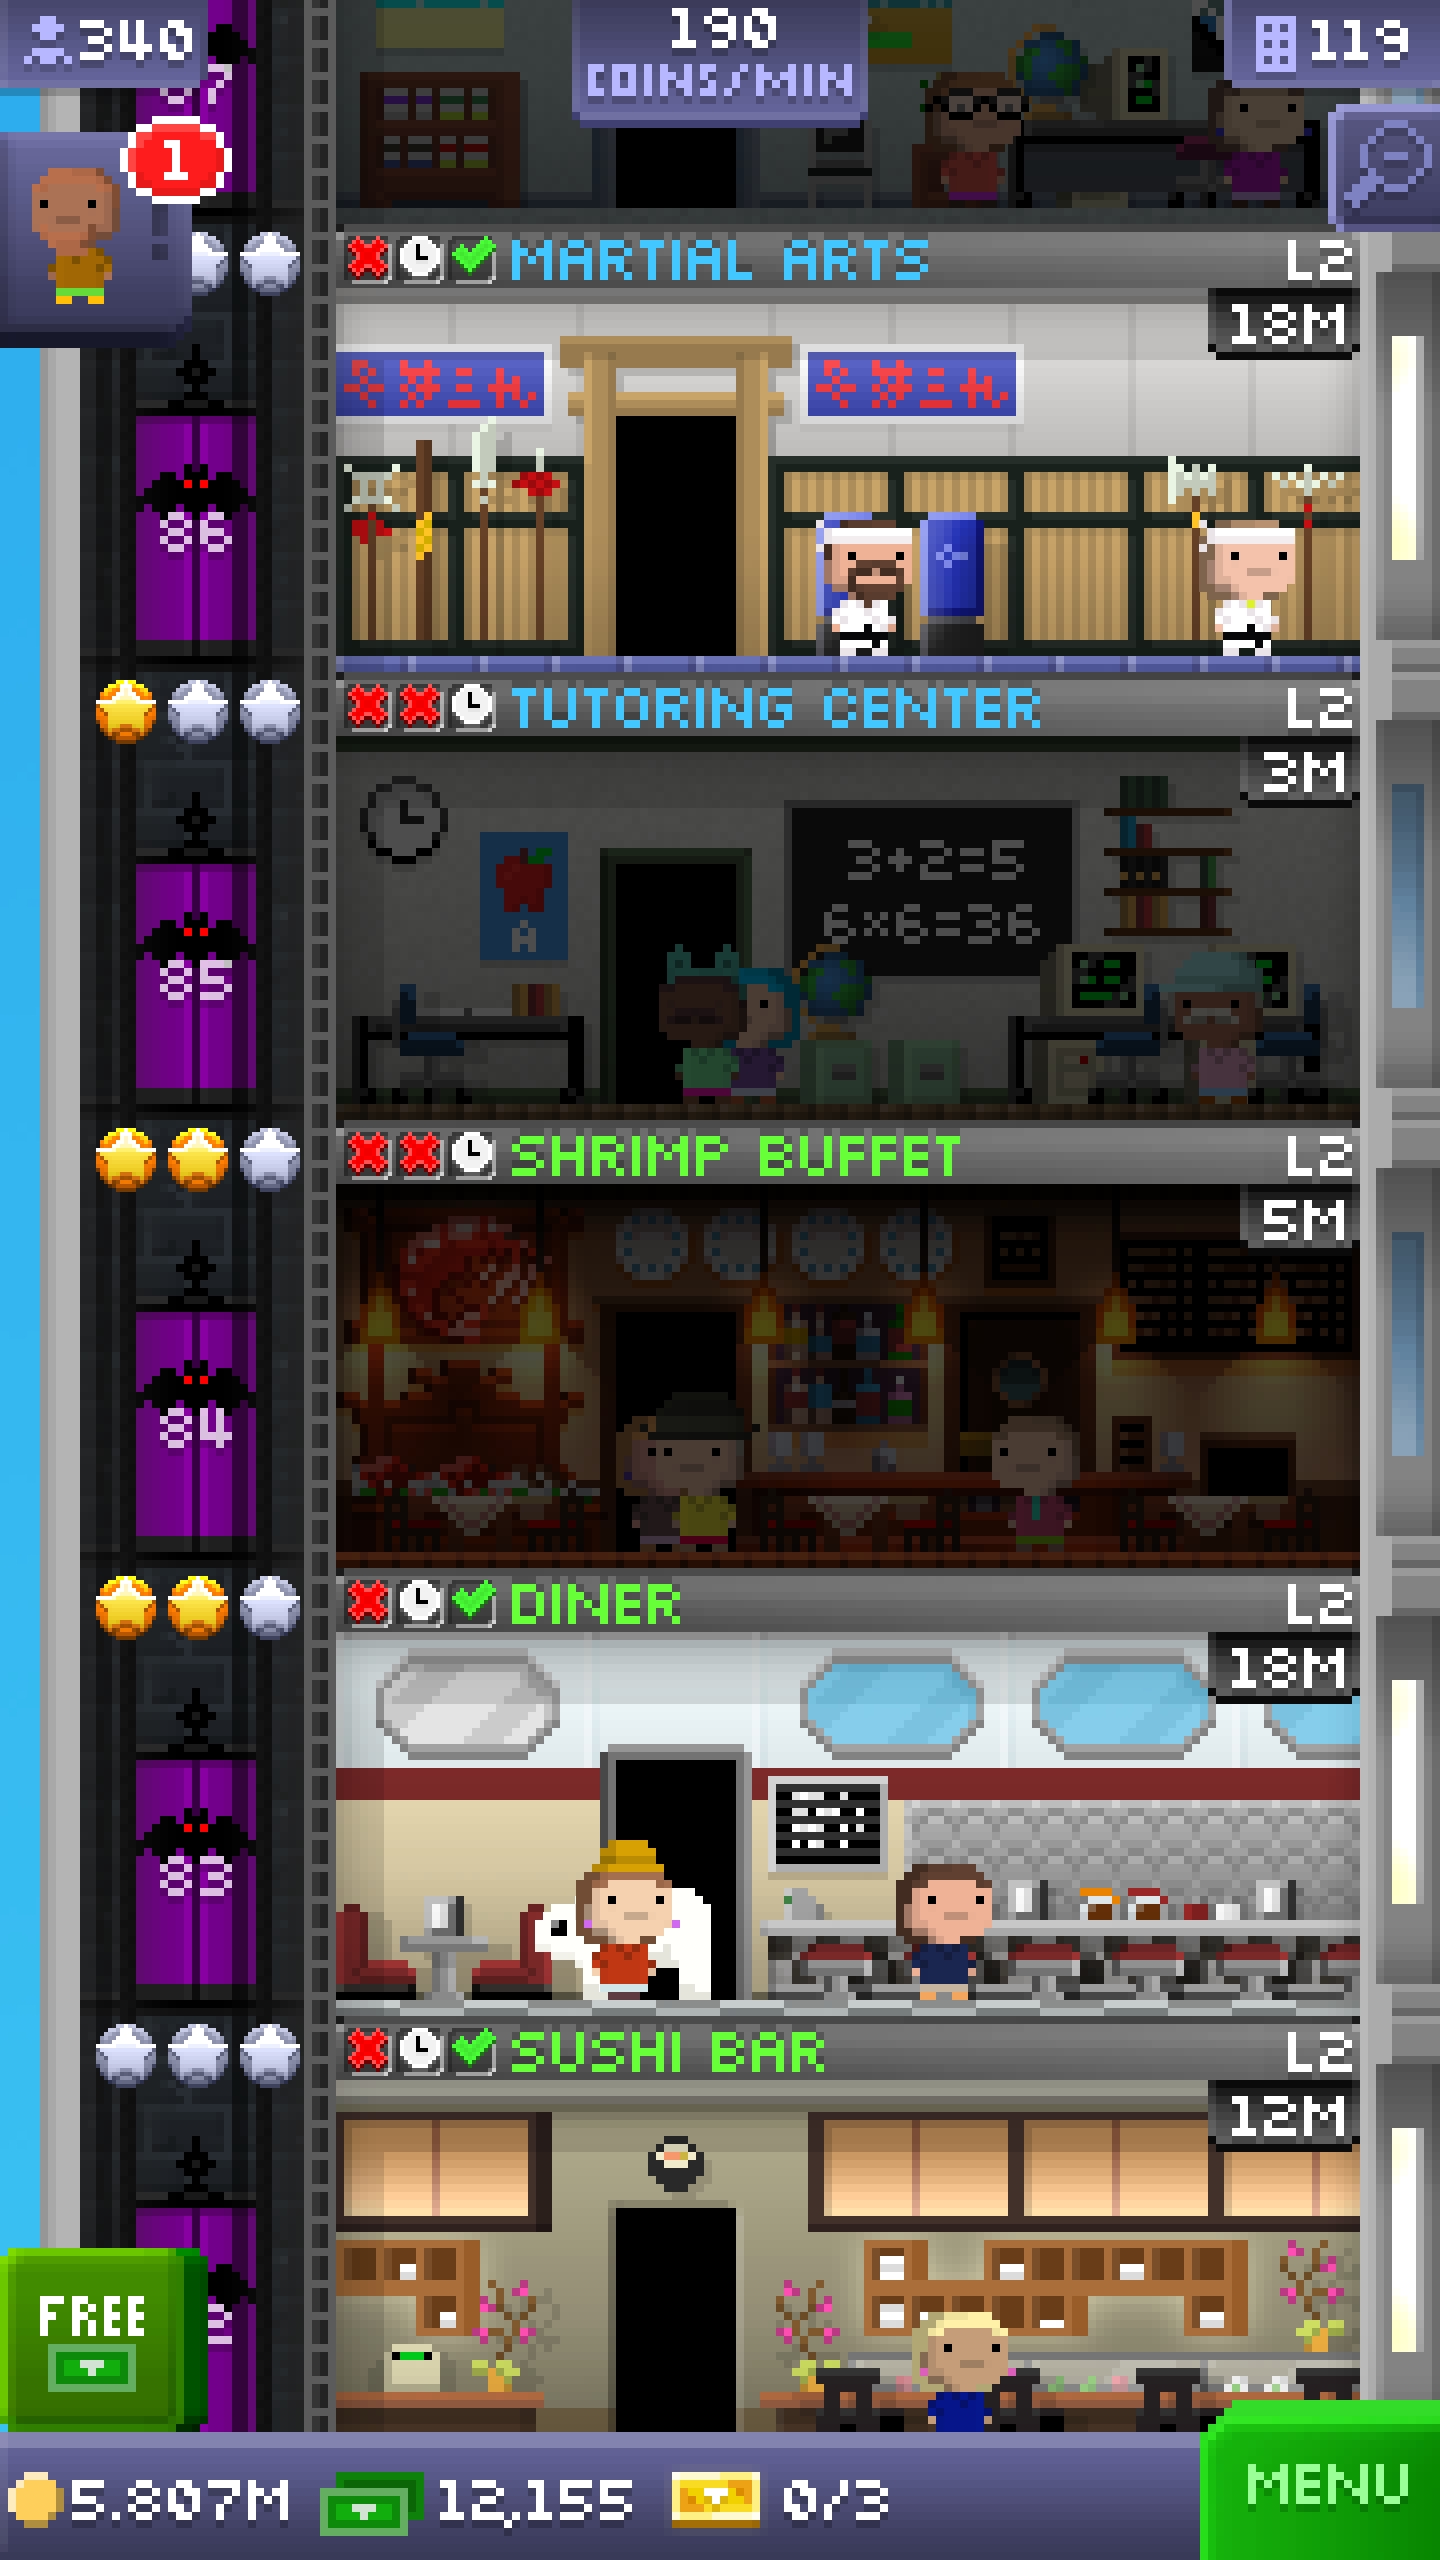 340
190
COINS/MIN
119
1
MARTIAL ARTS
L2
18M
86
TUTORING CENTER
L2
3M
3+2=5
6×6=36
A
85
SHRIMP BUFFET
L2
5M
84
DINER
L2
18M
83
SUSHI BAR
L2
12M
FREE
5.807M
12,155
0/3
MENU